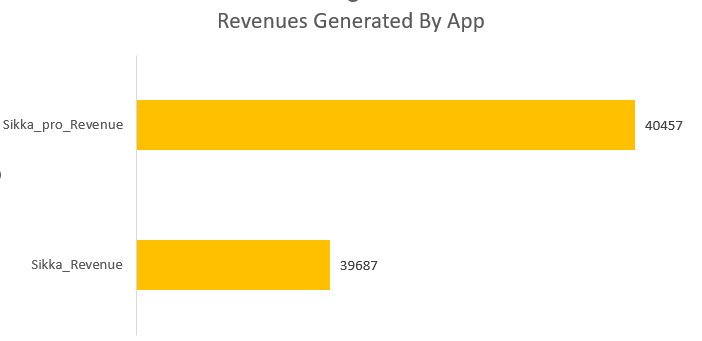 Revenues Generated By App
Sikka_pro_Revenue
40457
Sikka_Revenue
39687